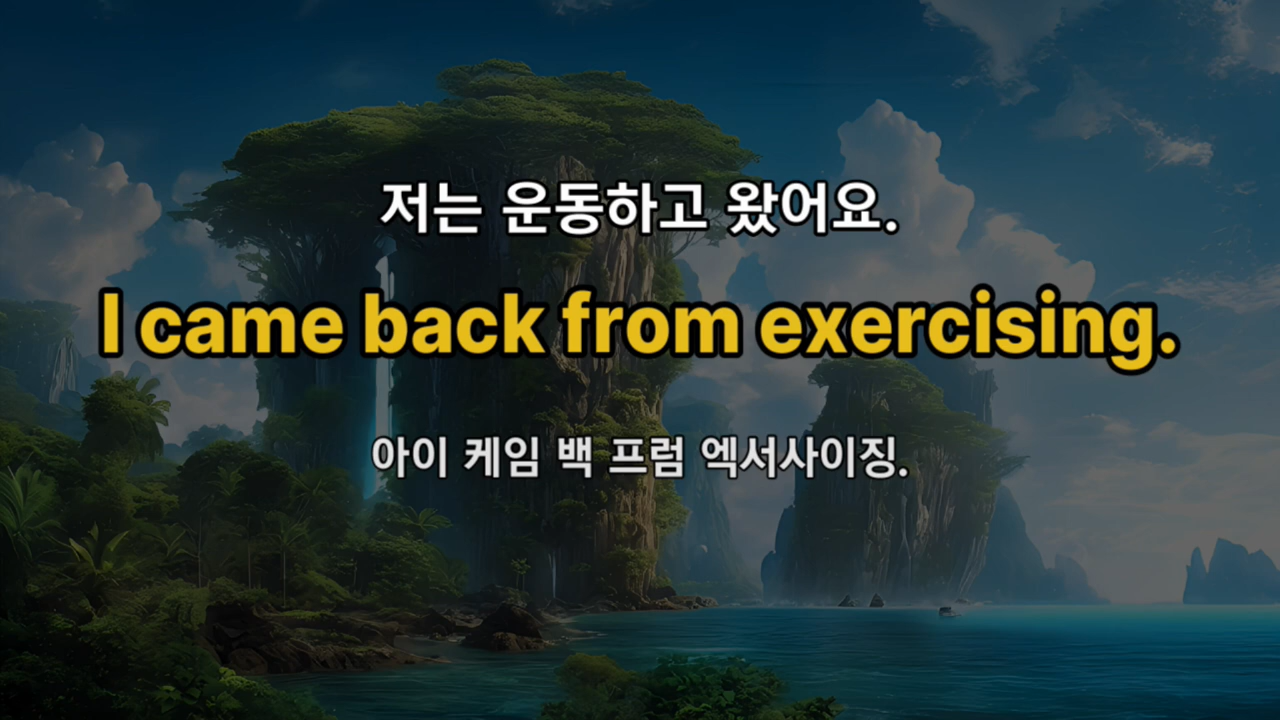 저는 운동하고 왔어요.
I came back from exercising.
아이 케임 백 프럼 엑서사이징.